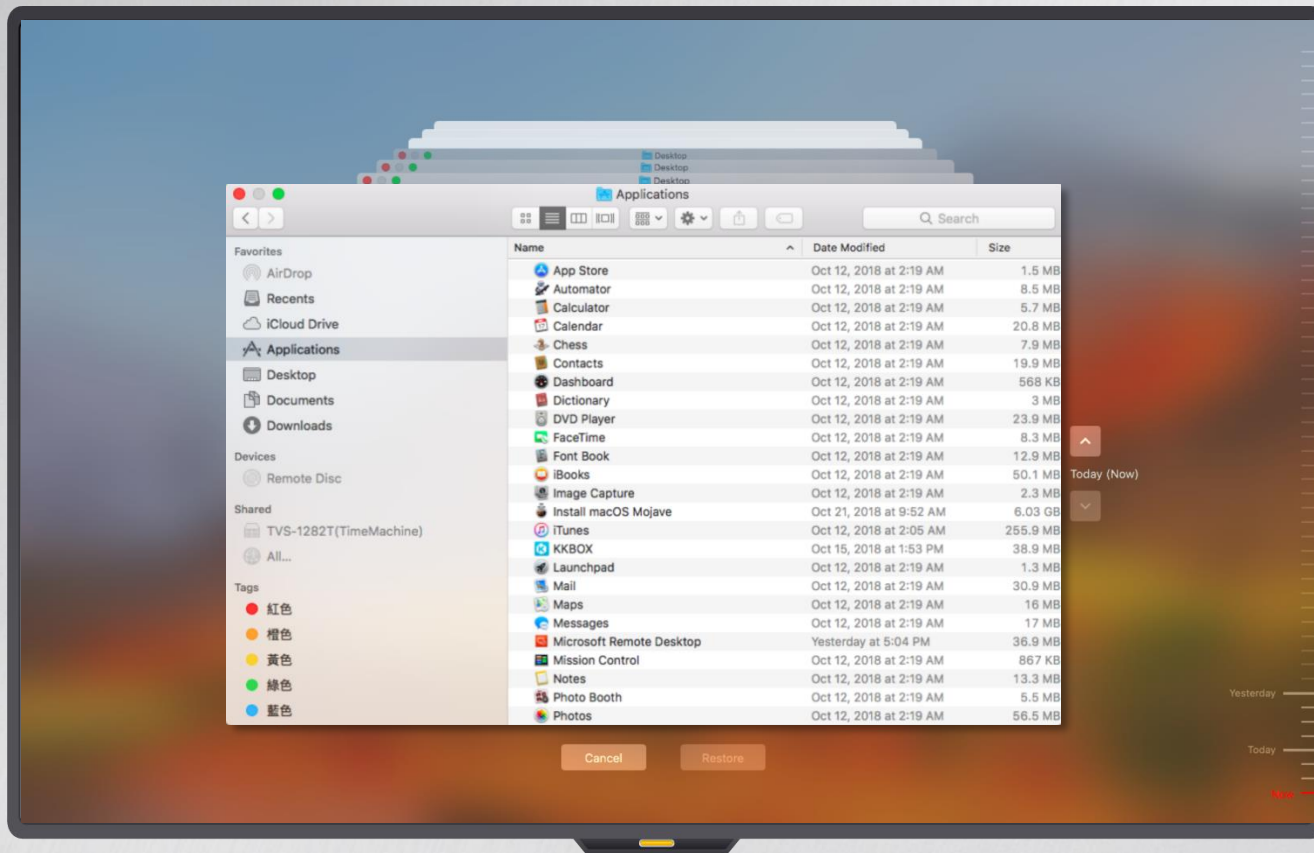 Desktop
Desktop
Desktop
Applications
Search
Favorites
AirDrop
Recents
iCloud Drive
Applications
Desktop
Documents
Downloads
Devices
Remote Disc
Shared
TVS-1282T(TimeMachine)
All...
Tags
紅色
橙色
黃色
綠色
藍色
Name Date Modified Size
App Store Oct 12, 2018 at 2:19 AM 1.5 MB
Automator Oct 12, 2018 at 2:19 AM 8.5 MB
Calculator Oct 12, 2018 at 2:19 AM 5.7 MB
Calendar Oct 12, 2018 at 2:19 AM 20.8 MB
Chess Oct 12, 2018 at 2:19 AM 7.9 MB
Contacts Oct 12, 2018 at 2:19 AM 19.9 MB
Dashboard Oct 12, 2018 at 2:19 AM 568 KB
Dictionary Oct 12, 2018 at 2:19 AM 3 MB
DVD Player Oct 12, 2018 at 2:19 AM 23.9 MB
FaceTime Oct 12, 2018 at 2:19 AM 8.3 MB
Font Book Oct 12, 2018 at 2:19 AM 12.9 MB
iBooks Oct 12, 2018 at 2:19 AM 50.1 MB
Image Capture Oct 12, 2018 at 2:19 AM 2.3 MB
Install macOS Mojave Oct 21, 2018 at 9:52 AM 6.03 GB
iTunes Oct 12, 2018 at 2:05 AM 255.9 MB
KKBOX Oct 15, 2018 at 1:53 PM 38.9 MB
Launchpad Oct 12, 2018 at 2:19 AM 1.3 MB
Mail Oct 12, 2018 at 2:19 AM 30.9 MB
Maps Oct 12, 2018 at 2:19 AM 16 MB
Messages Oct 12, 2018 at 2:19 AM 17 MB
Microsoft Remote Desktop Yesterday at 5:04 PM 36.9 MB
Mission Control Oct 12, 2018 at 2:19 AM 867 KB
Notes Oct 12, 2018 at 2:19 AM 13.3 MB
Photo Booth Oct 12, 2018 at 2:19 AM 5.5 MB
Photos Oct 12, 2018 at 2:19 AM 56.5 MB
Today (Now)
Cancel Restore
Yesterday
Today
Now